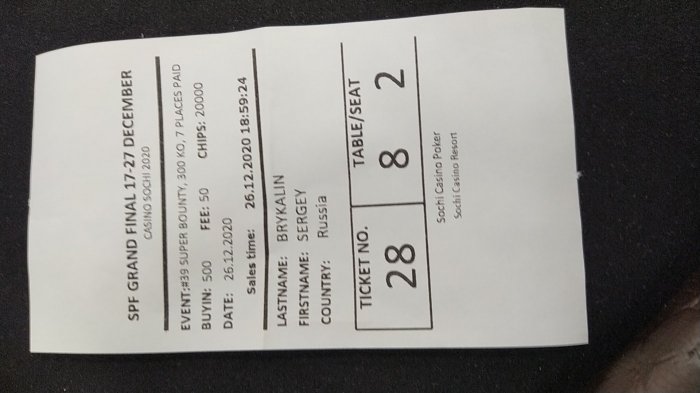 SPF GRAND FINAL 17-27 DECEMBER
CASINO SOCHI 2020
EVENT:#39 SUPER BOUNTY, 300 KO, 7 PLACES PAID
BUYIN: 500 FEE: 50 CHIPS: 20000
DATE: 26.12.2020
Sales time: 26.12.2020 18:59:24
LASTNAME: BRYKALIN
FIRSTNAME: SERGEY
COUNTRY: Russia
TICKET NO. TABLE/SEAT
28 8 2
Sochi Casino Poker
Sochi Casino Resort